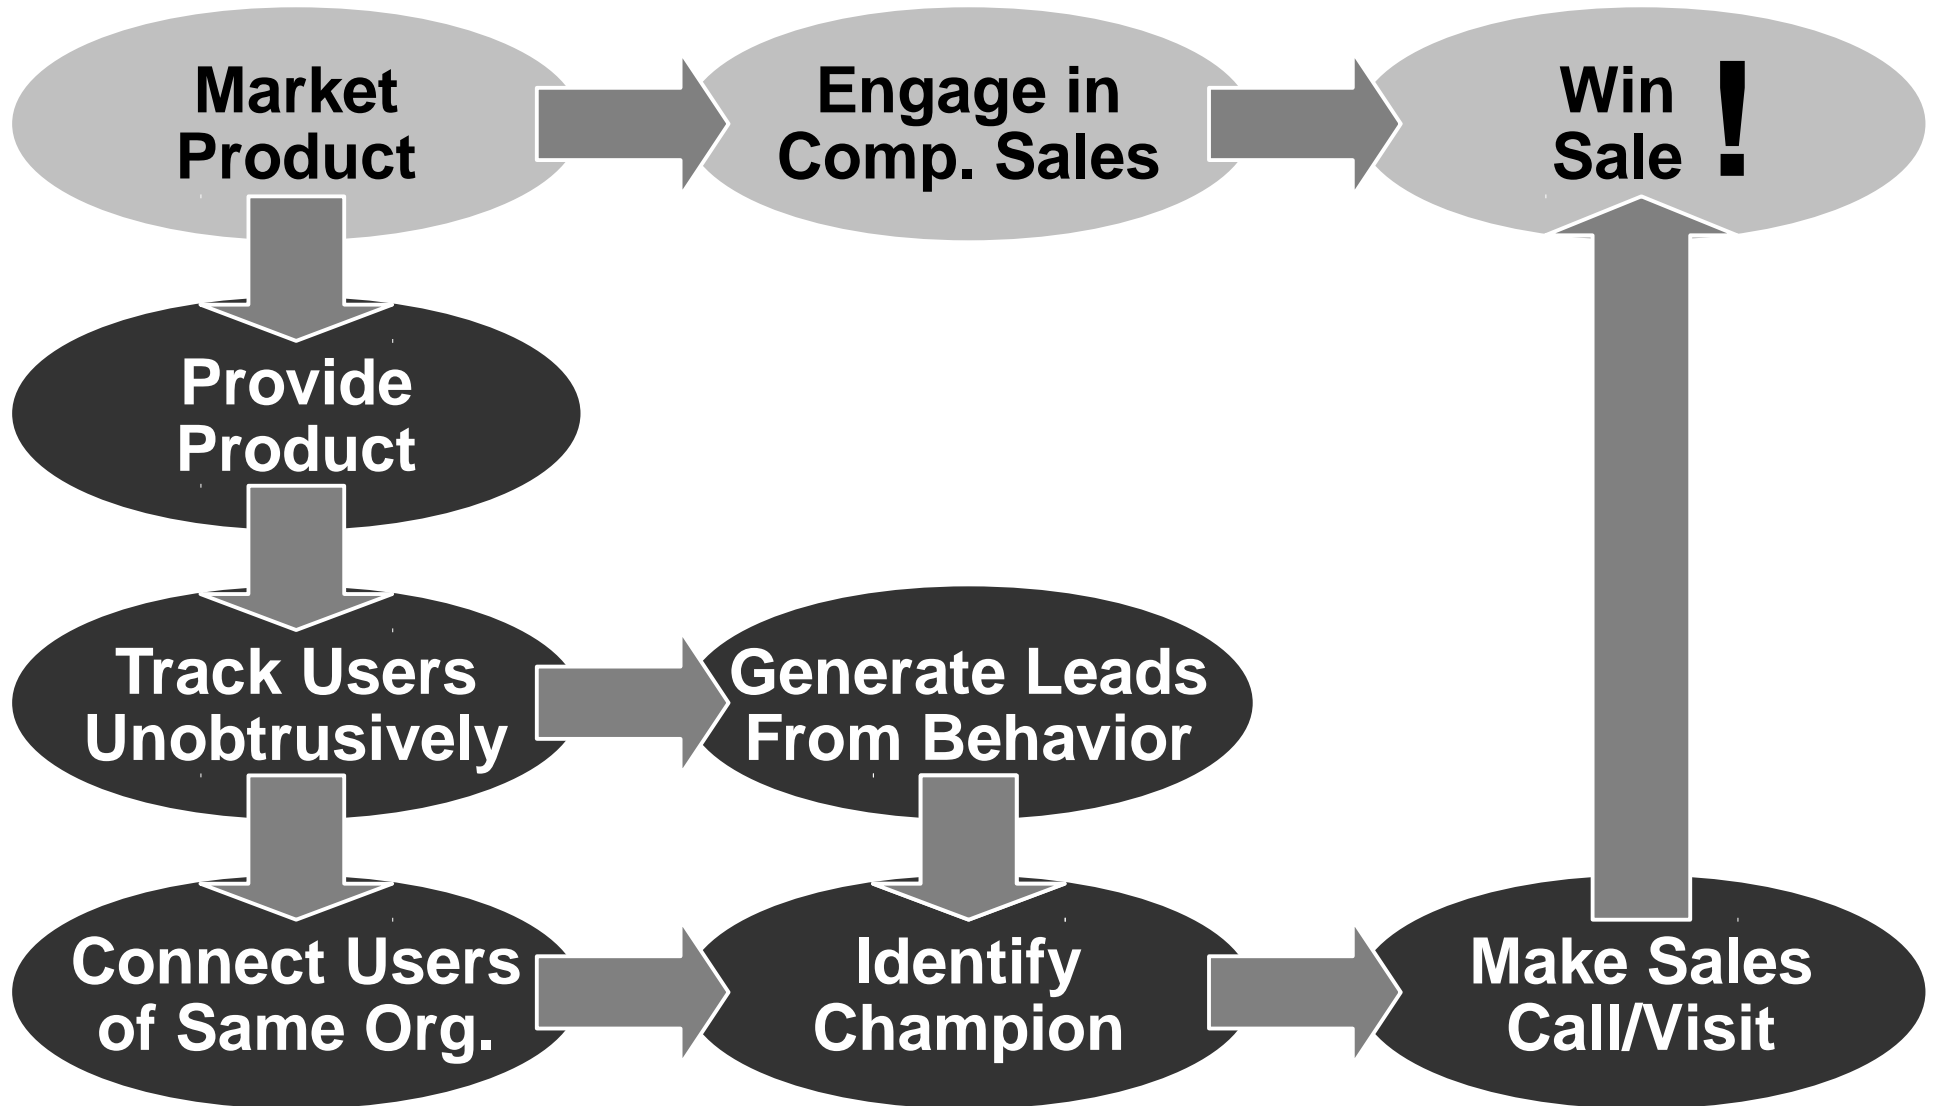 Market
Product
Engage in
Comp. Sales
Win
Sale !
Provide
Product
Track Users
Unobtrusively
Generate Leads
From Behavior
Connect Users
of Same Org.
Identify
Champion
Make Sales
Call/Visit